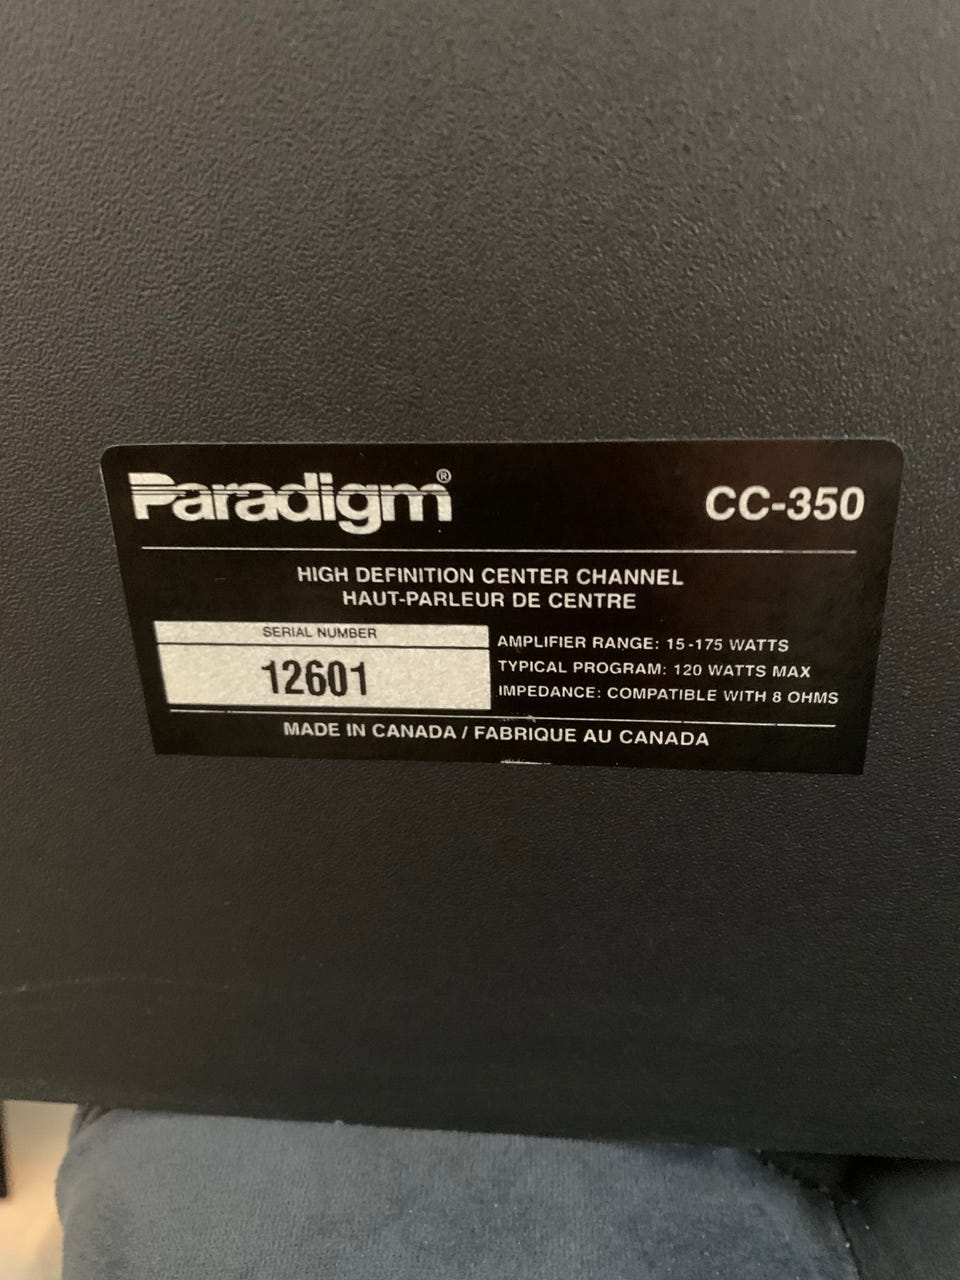 Paradigm®
CC-350
HIGH DEFINITION CENTER CHANNEL
HAUT-PARLEUR DE CENTRE
SERIAL NUMBER
12601
AMPLIFIER RANGE: 15-175 WATTS
TYPICAL PROGRAM: 120 WATTS MAX
IMPEDANCE: COMPATIBLE WITH 8 OHMS
MADE IN CANADA / FABRIQUE AU CANADA